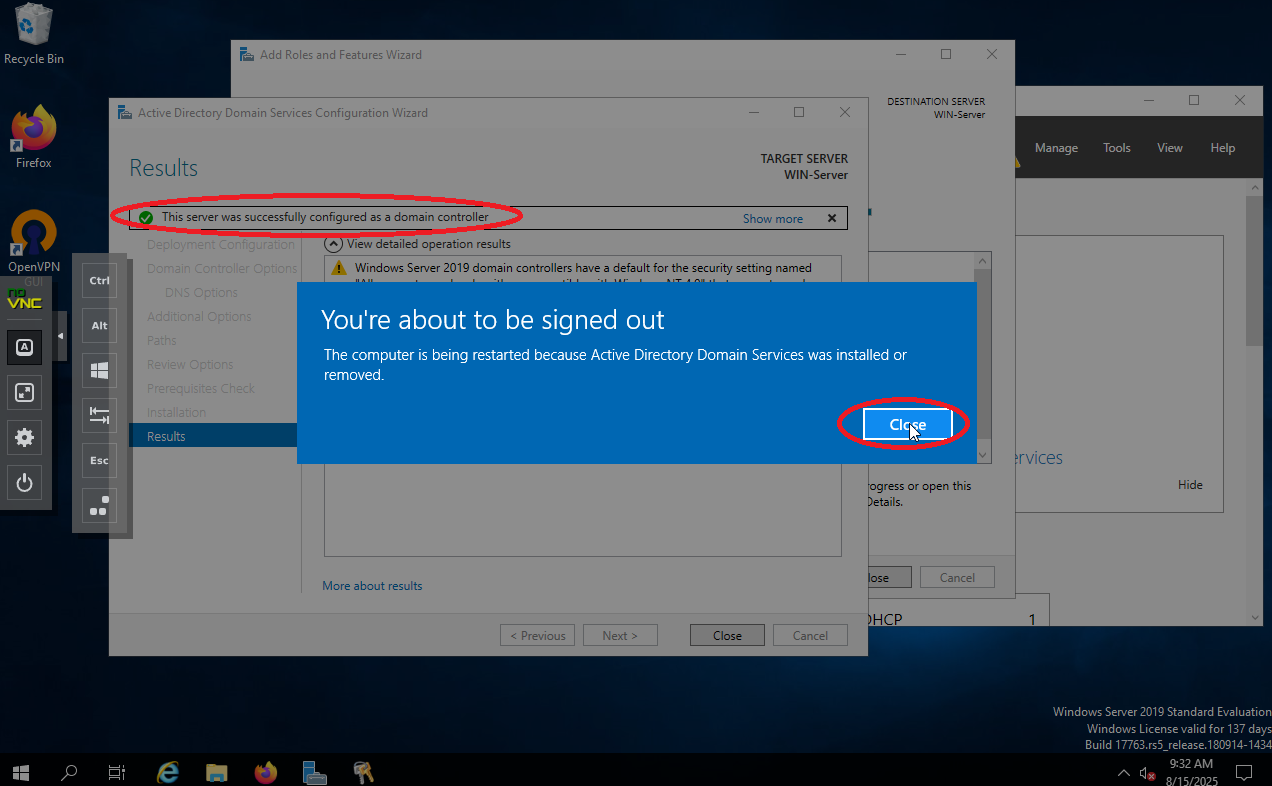 Recycle Bin
Firefox
OpenVPN
GUI
noVNC
Ctrl
Alt
Esc
Add Roles and Features Wizard
DESTINATION SERVER
WIN-Server
Manage
Tools
View
Help
Active Directory Domain Services Configuration Wizard
Results
TARGET SERVER
WIN-Server
This server was successfully configured as a domain controller
Show more
Deployment Configuration
Domain Controller Options
DNS Options
Additional Options
Paths
Review Options
Prerequisites Check
Installation
Results
View detailed operation results
Windows Server 2019 domain controllers have a default for the security setting named
You're about to be signed out
The computer is being restarted because Active Directory Domain Services was installed or
removed.
Close
ervices
Hide
rogress or open this
Details.
lose
Cancel
More about results
< Previous
Next >
Close
Cancel
DHCP
1
Windows Server 2019 Standard Evaluation
Windows License valid for 137 days
Build 17763.rs5_release.180914-1434
9:32 AM
8/15/2025